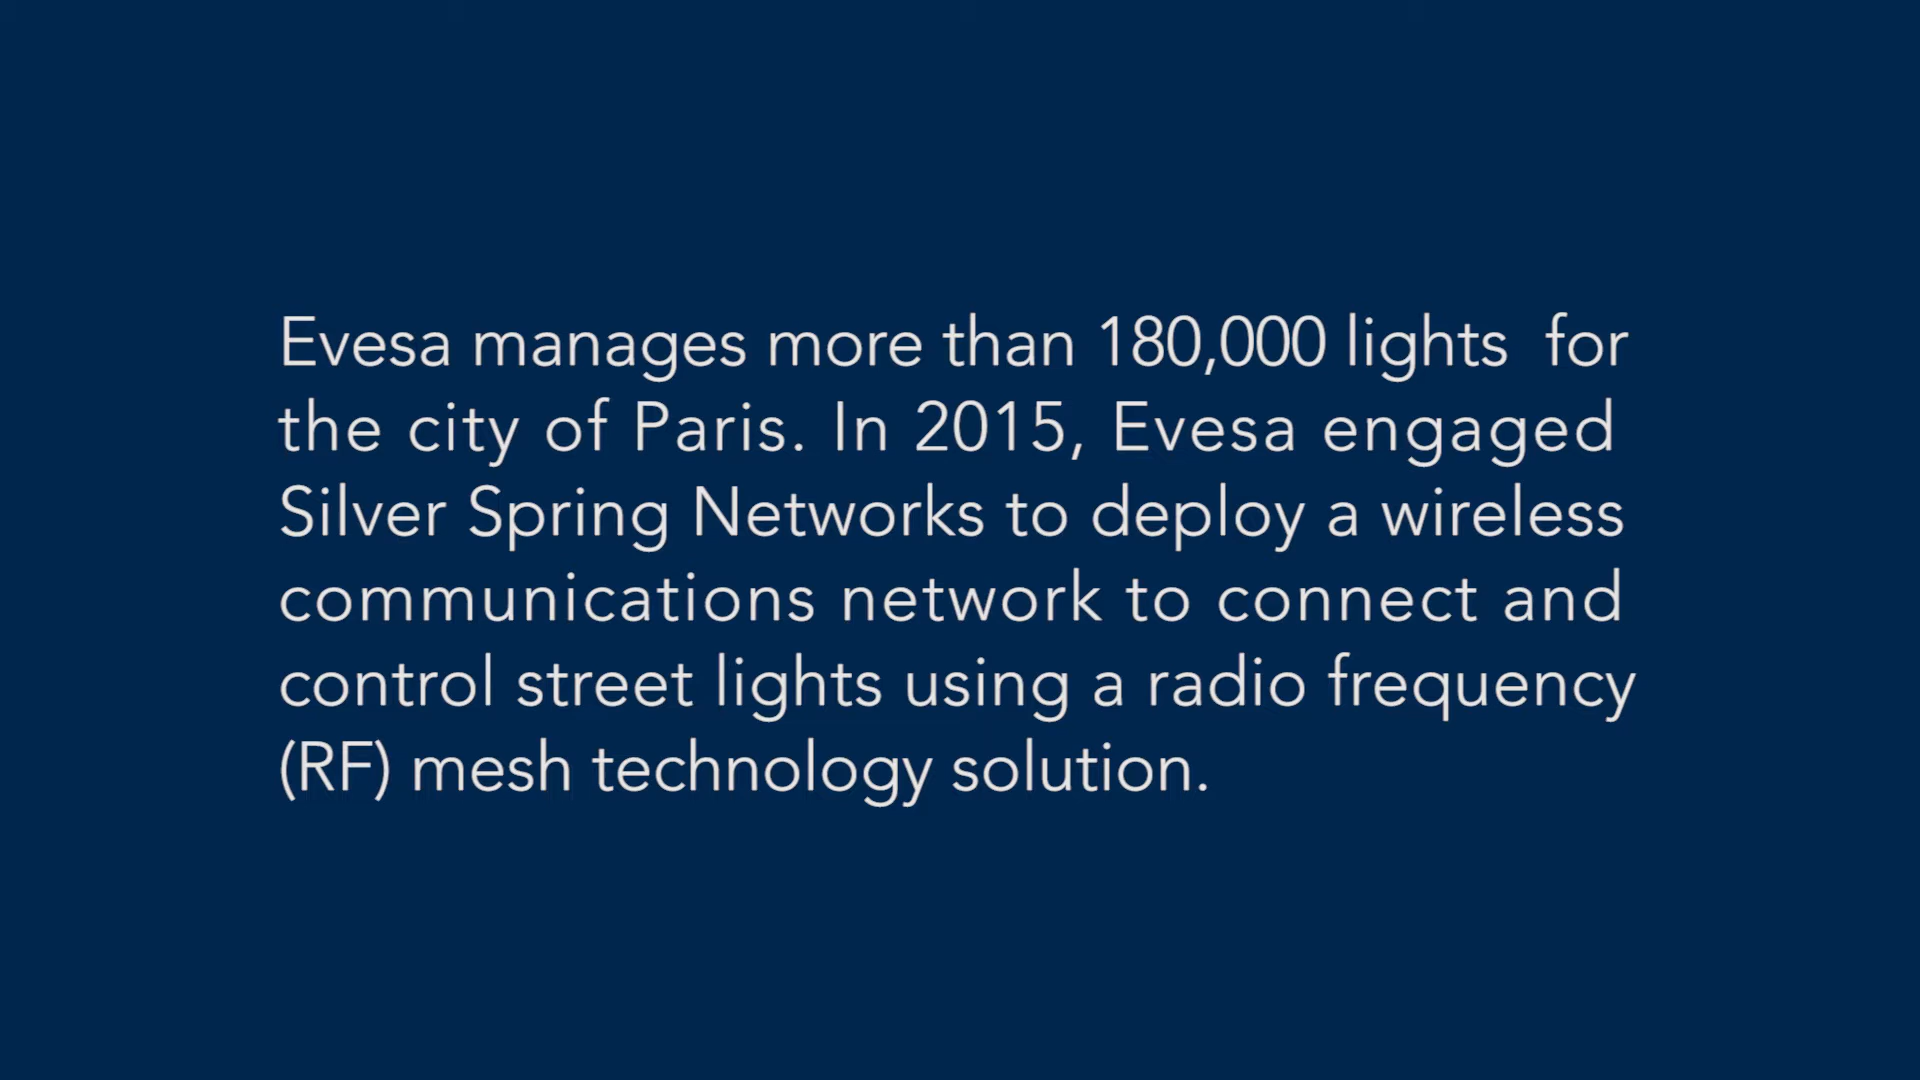 Evesa manages more than 180,000 lights  for
the city of Paris. In 2015, Evesa engaged
Silver Spring Networks to deploy a wireless
communications network to connect and
control street lights using a radio frequency
(RF) mesh technology solution.